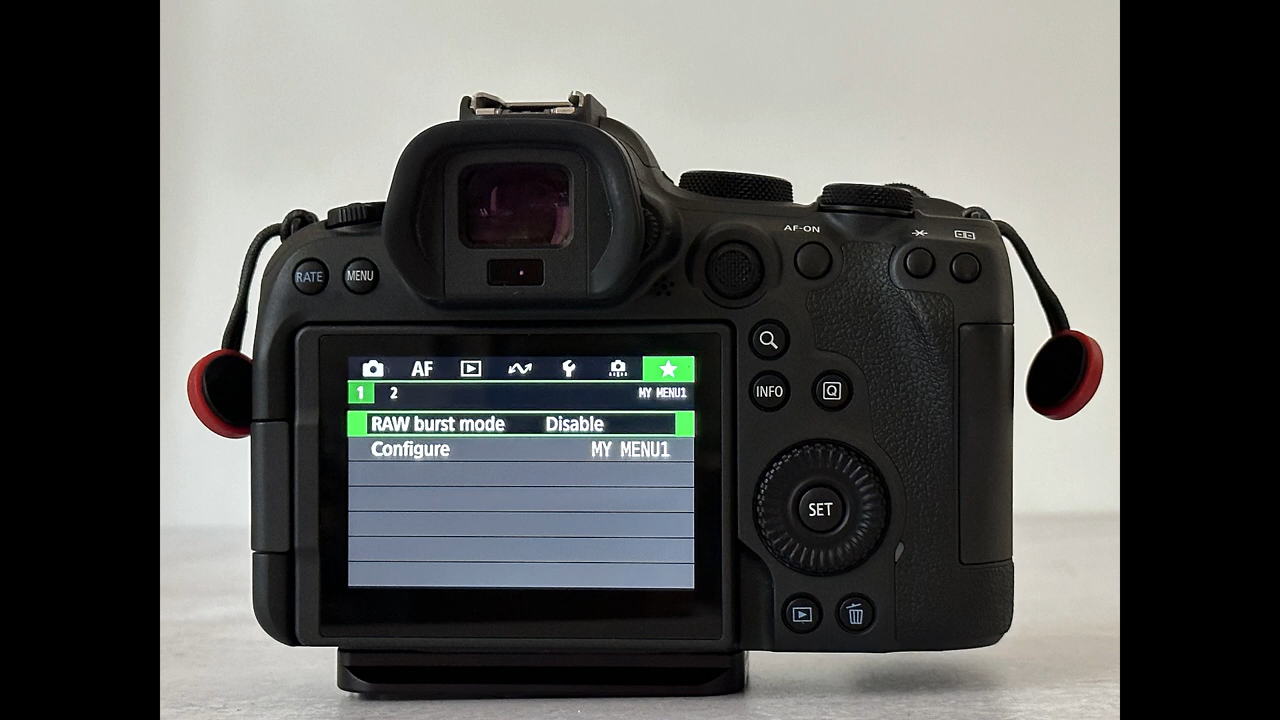 AF-ON
RATE MENU
AF
1 2 MY MENU1
RAW burst mode Disable
Configure MY MENU1
INFO Q
SET